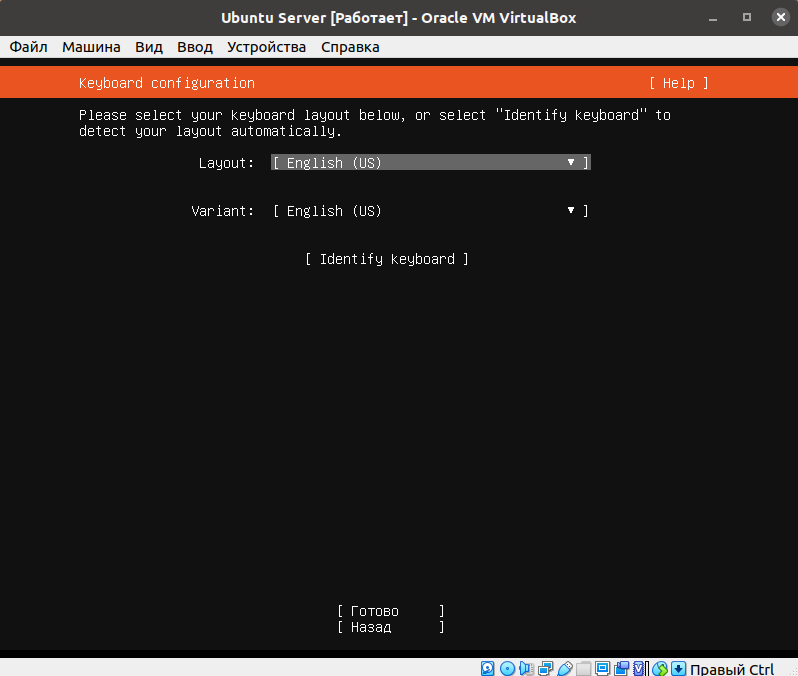 Ubuntu Server [Работает] - Oracle VM VirtualBox
Файл Машина Вид Ввод Устройства Справка
Keyboard configuration [ Help ]
Please select your keyboard layout below, or select "Identify keyboard" to
detect your layout automatically.
Layout: [ English (US) ▾ ]
Variant: [ English (US) ▾ ]
[ Identify keyboard ]
[ Готово ]
[ Назад ]
Правый Ctrl